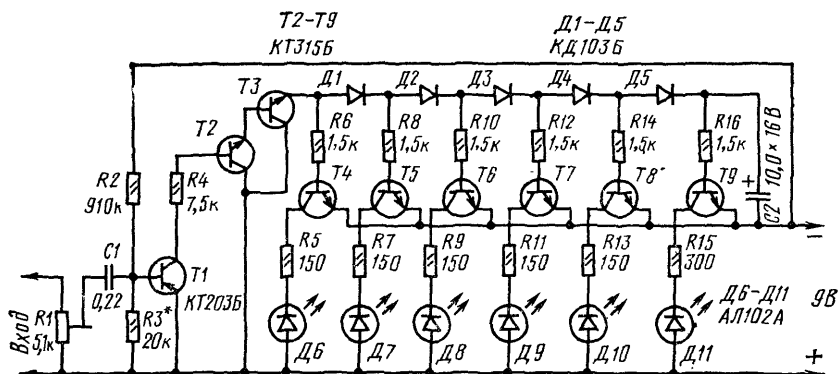 Т2-Т9
КТ315Б
Д1-Д5
КД103Б
Т3
Д1
Д2
Д3
Д4
Д5
Т2
R6
1,5к
R8
1,5к
R10
1,5к
R12
1,5к
R14
1,5к
R16
1,5к
R2
910к
R4
7,5к
Т4
Т5
Т6
Т7
Т8
Т9
+
С2 10,0×16В
С1
0,22
Т1
КТ203Б
R5
150
R7
150
R9
150
R11
150
R13
150
R15
300
−
9В
+
Вход
R1
5,1к
R3*
20к
Д6
Д7
Д8
Д9
Д10
Д11
Д6-Д11
АЛ102А